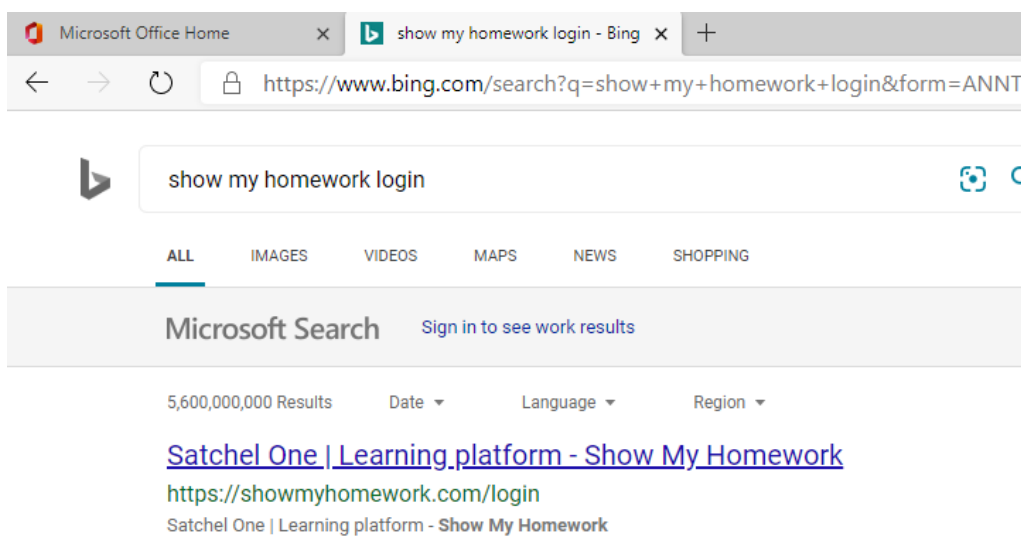 Microsoft Office Home show my homework login - Bing
https://www.bing.com/search?q=show+my+homework+login&form=ANNT
show my homework login
ALL IMAGES VIDEOS MAPS NEWS SHOPPING
Microsoft Search Sign in to see work results
5,600,000,000 Results Date Language Region
Satchel One | Learning platform - Show My Homework
https://showmyhomework.com/login
Satchel One | Learning platform - Show My Homework